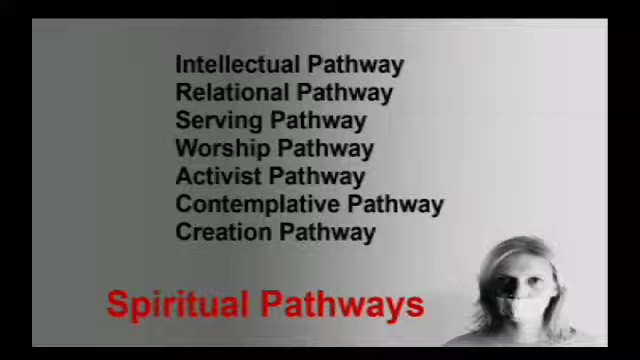 Intellectual Pathway
Relational Pathway
Serving Pathway
Worship Pathway
Activist Pathway
Contemplative Pathway
Creation Pathway
Spiritual Pathways